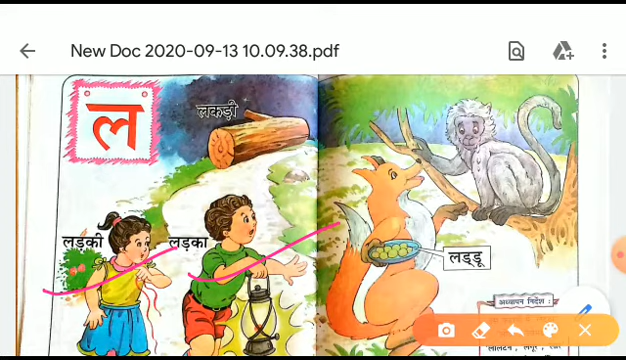 New Doc 2020-09-13 10.09.38.pdf
ल
लकड़ी
लड़की
लड़का
लड्डू
अध्यापन निर्देश :